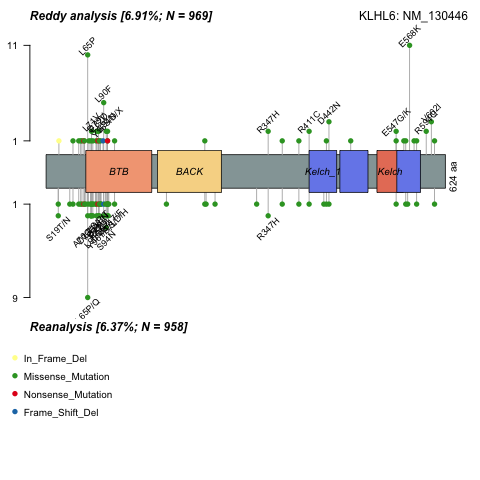 Reddy analysis [6.91%; N = 969]
KLHL6: NM_130446
11
1
1
9
L65P
L90F
R347H
R411C
D442N
E547G/K
E568K
BTB
BACK
Kelch_1
Kelch
624 aa
S19T/N
S94N
R347H
65P/Q
Reanalysis [6.37%; N = 958]
In_Frame_Del
Missense_Mutation
Nonsense_Mutation
Frame_Shift_Del